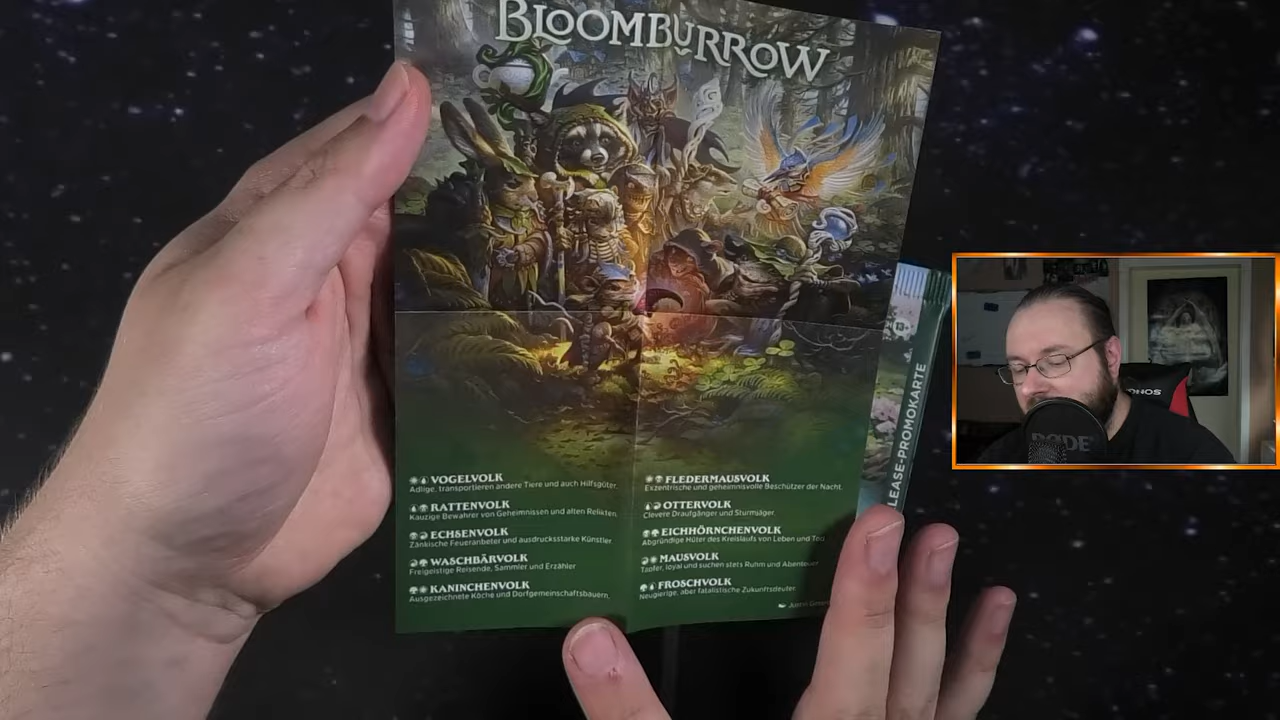 BLOOMBURROW
VOGELVOLK
Adlige, transportieren andere Tiere und auch Hilfsgüter.
RATTENVOLK
Kauzige Bewahrer von Geheimnissen und alten Relikten.
ECHSENVOLK
Zänkische Feueranbeter und ausdrucksstarke Künstler.
WASCHBÄRVOLK
Freigeistige Reisende, Sammler und Erzähler
KANINCHENVOLK
Ausgezeichnete Köche und Dorfgemeinschaftsbauern.
FLEDERMAUSVOLK
Exzentrische und geheimnisvolle Beschützer der Nacht.
OTTERVOLK
Clevere Draufgänger und Sturmjäger.
EICHHÖRNCHENVOLK
Abgründige Hüter des Kreislaufs von Leben und Tod
MAUSVOLK
Tapfer, loyal und suchen stets Ruhm und Abenteuer
FROSCHVOLK
Neugierige, aber fatalistische Zukunftsdeuter.
13+
LEASE-PROMOKARTE
RØDE